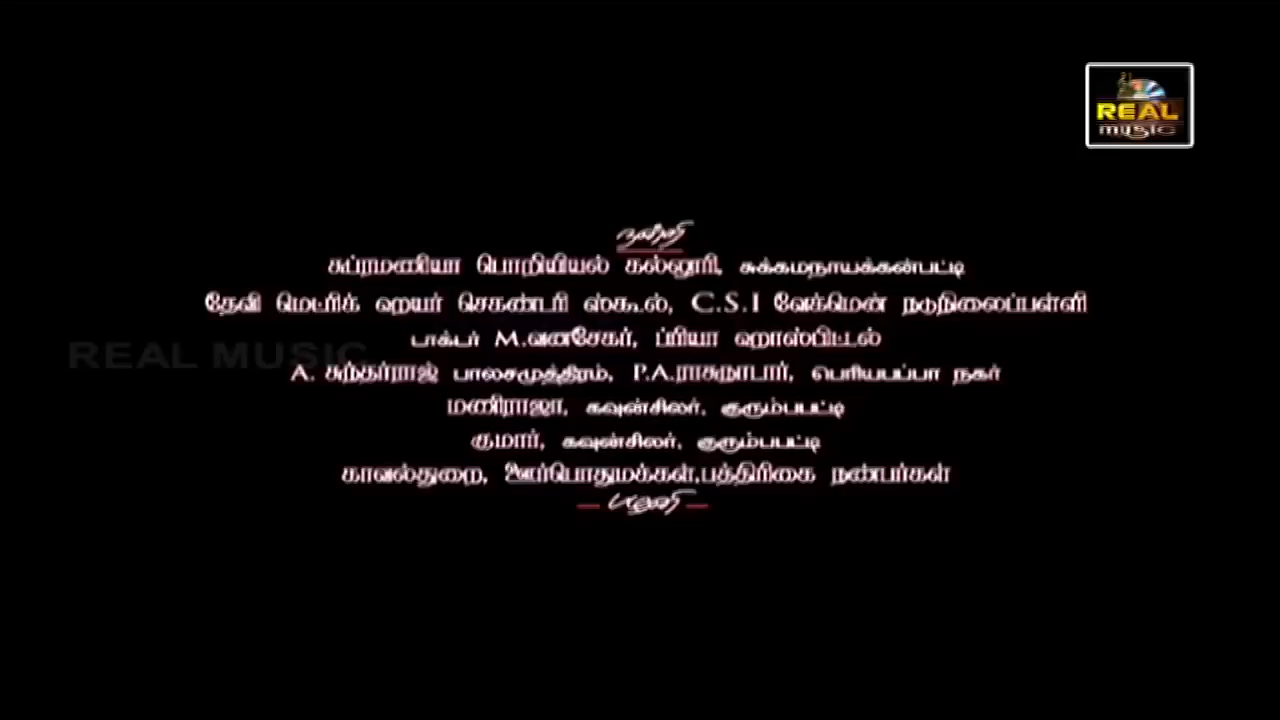 REAL
music
நன்றி
சுப்ரமணியா பொறியியல் கல்லூரி, சுக்கமநாயக்கன்பட்டி
தேவி மெட்ரிக் ஹையர் செகண்டரி ஸ்கூல், C.S.I வேக்மென் நடுநிலைப்பள்ளி
டாக்டர் M.வனசேகர், ப்ரியா ஹாஸ்பிட்டல்
REAL MUSIC
A. சுந்தர்ராஜ் பாலசமுத்திரம், P.A.ராசுநாடார், பெரியப்பா நகர்
மணிராஜா, கவுன்சிலர், குரும்பபட்டி
குமார், கவுன்சிலர், குரும்பபட்டி
காவல்துறை, ஊர்பொதுமக்கள்,பத்திரிகை நண்பர்கள்
பழனி